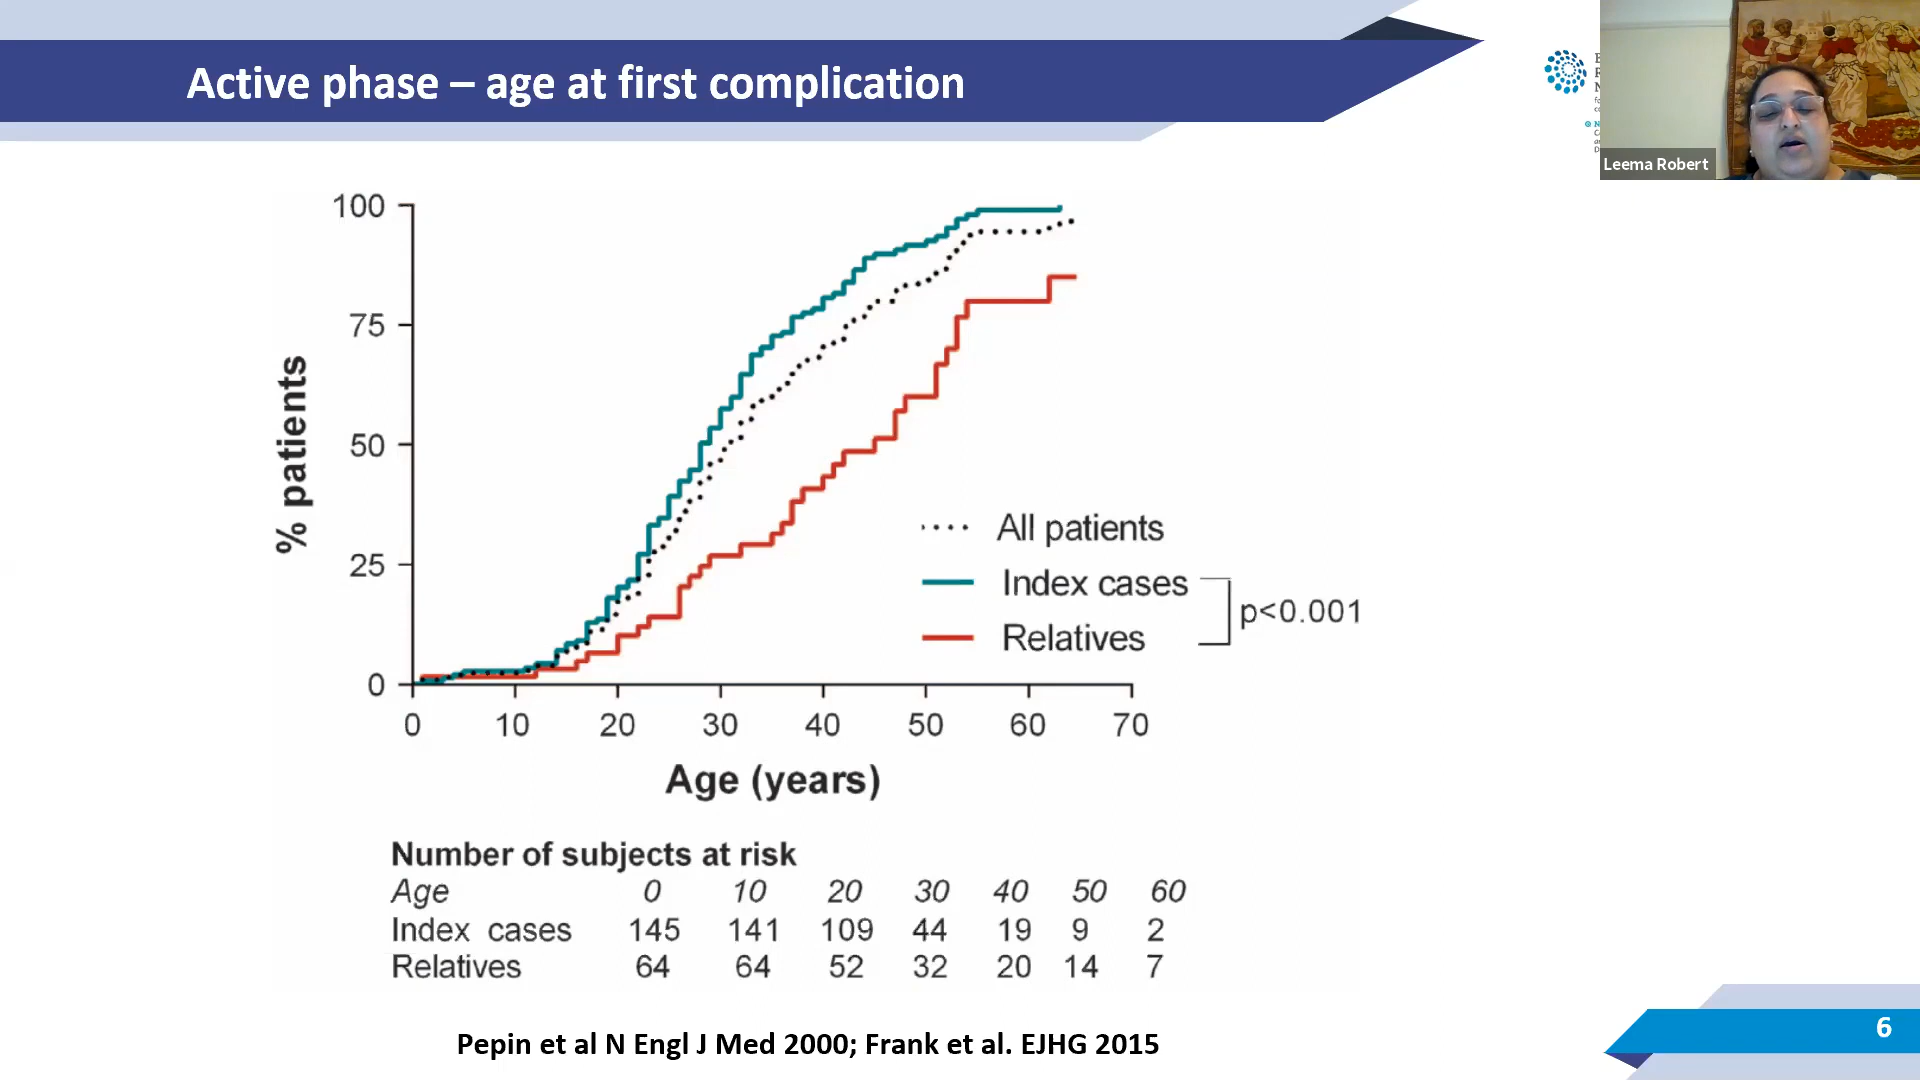 Active phase – age at first complication
Leema Robert
100
75
50
25
0
% patients
0 10 20 30 40 50 60 70
Age (years)
All patients
Index cases
Relatives
p<0.001
Number of subjects at risk
Age 0 10 20 30 40 50 60
Index cases 145 141 109 44 19 9 2
Relatives 64 64 52 32 20 14 7
Pepin et al N Engl J Med 2000; Frank et al. EJHG 2015
6